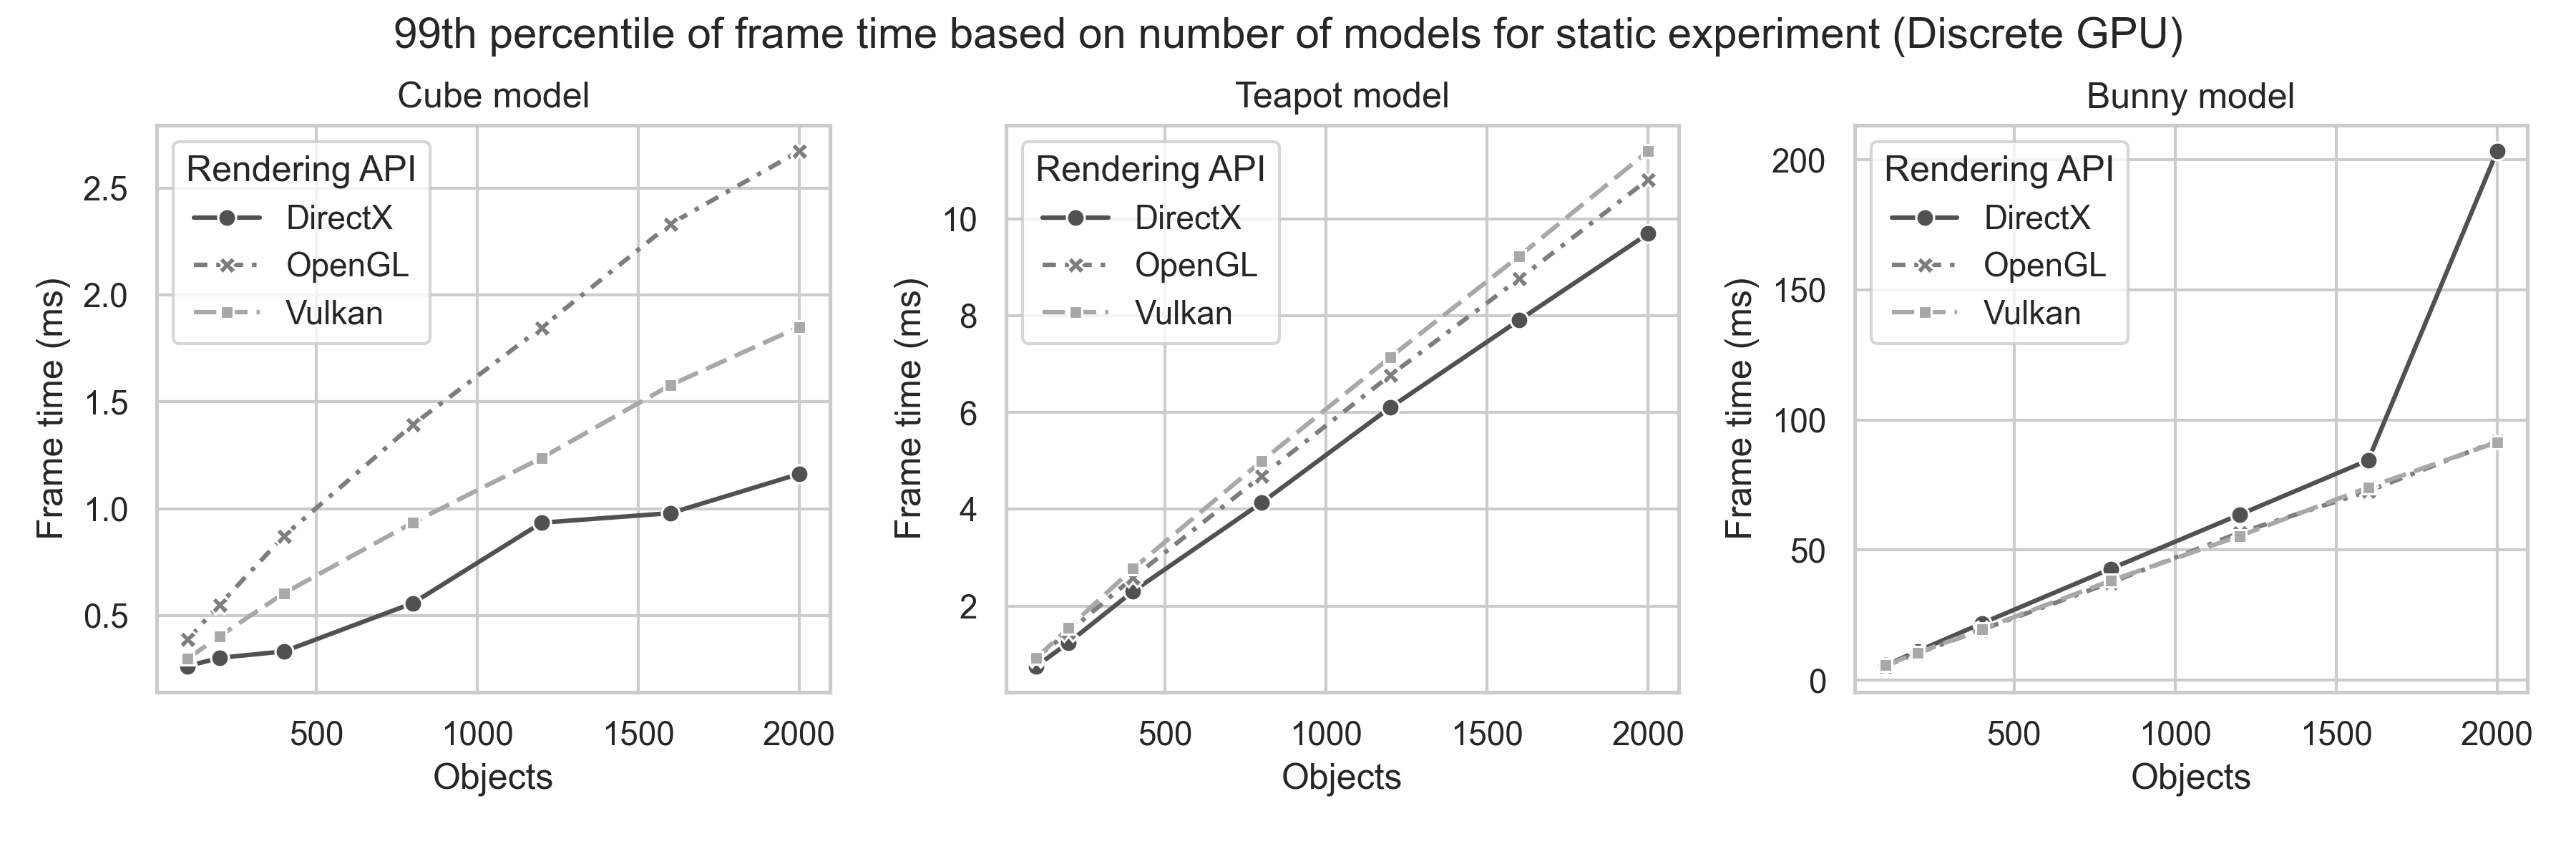 99th percentile of frame time based on number of models for static experiment (Discrete GPU)
Cube model
Rendering API
DirectX
OpenGL
Vulkan
2.5
2.0
1.5
1.0
0.5
Frame time (ms)
500 1000 1500 2000
Objects
Teapot model
Rendering API
DirectX
OpenGL
Vulkan
10
8
6
4
2
Frame time (ms)
500 1000 1500 2000
Objects
Bunny model
Rendering API
DirectX
OpenGL
Vulkan
200
150
100
50
0
Frame time (ms)
500 1000 1500 2000
Objects